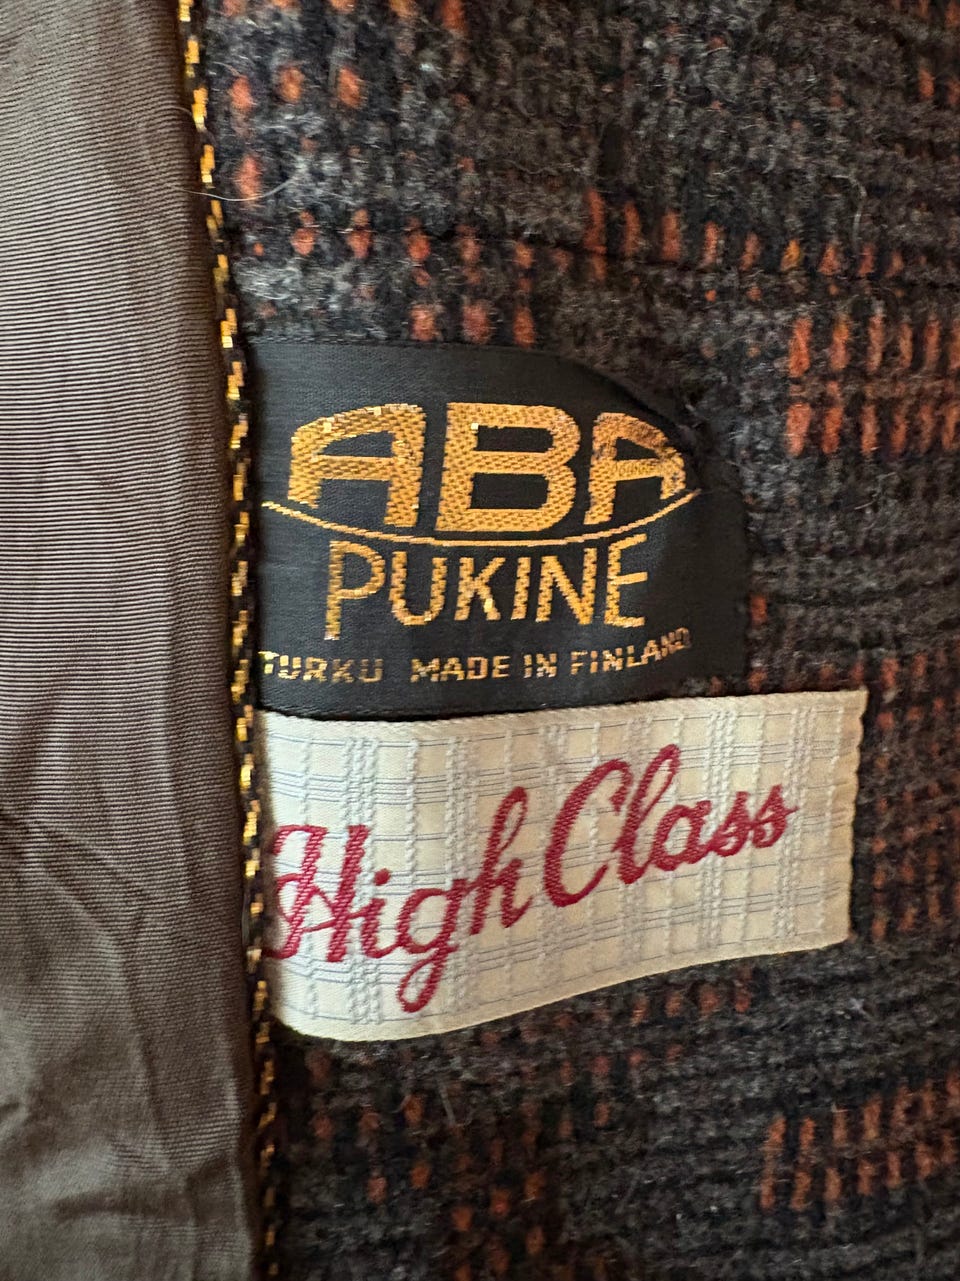 ABA
PUKINE
TURKU MADE IN FINLAND
High Class